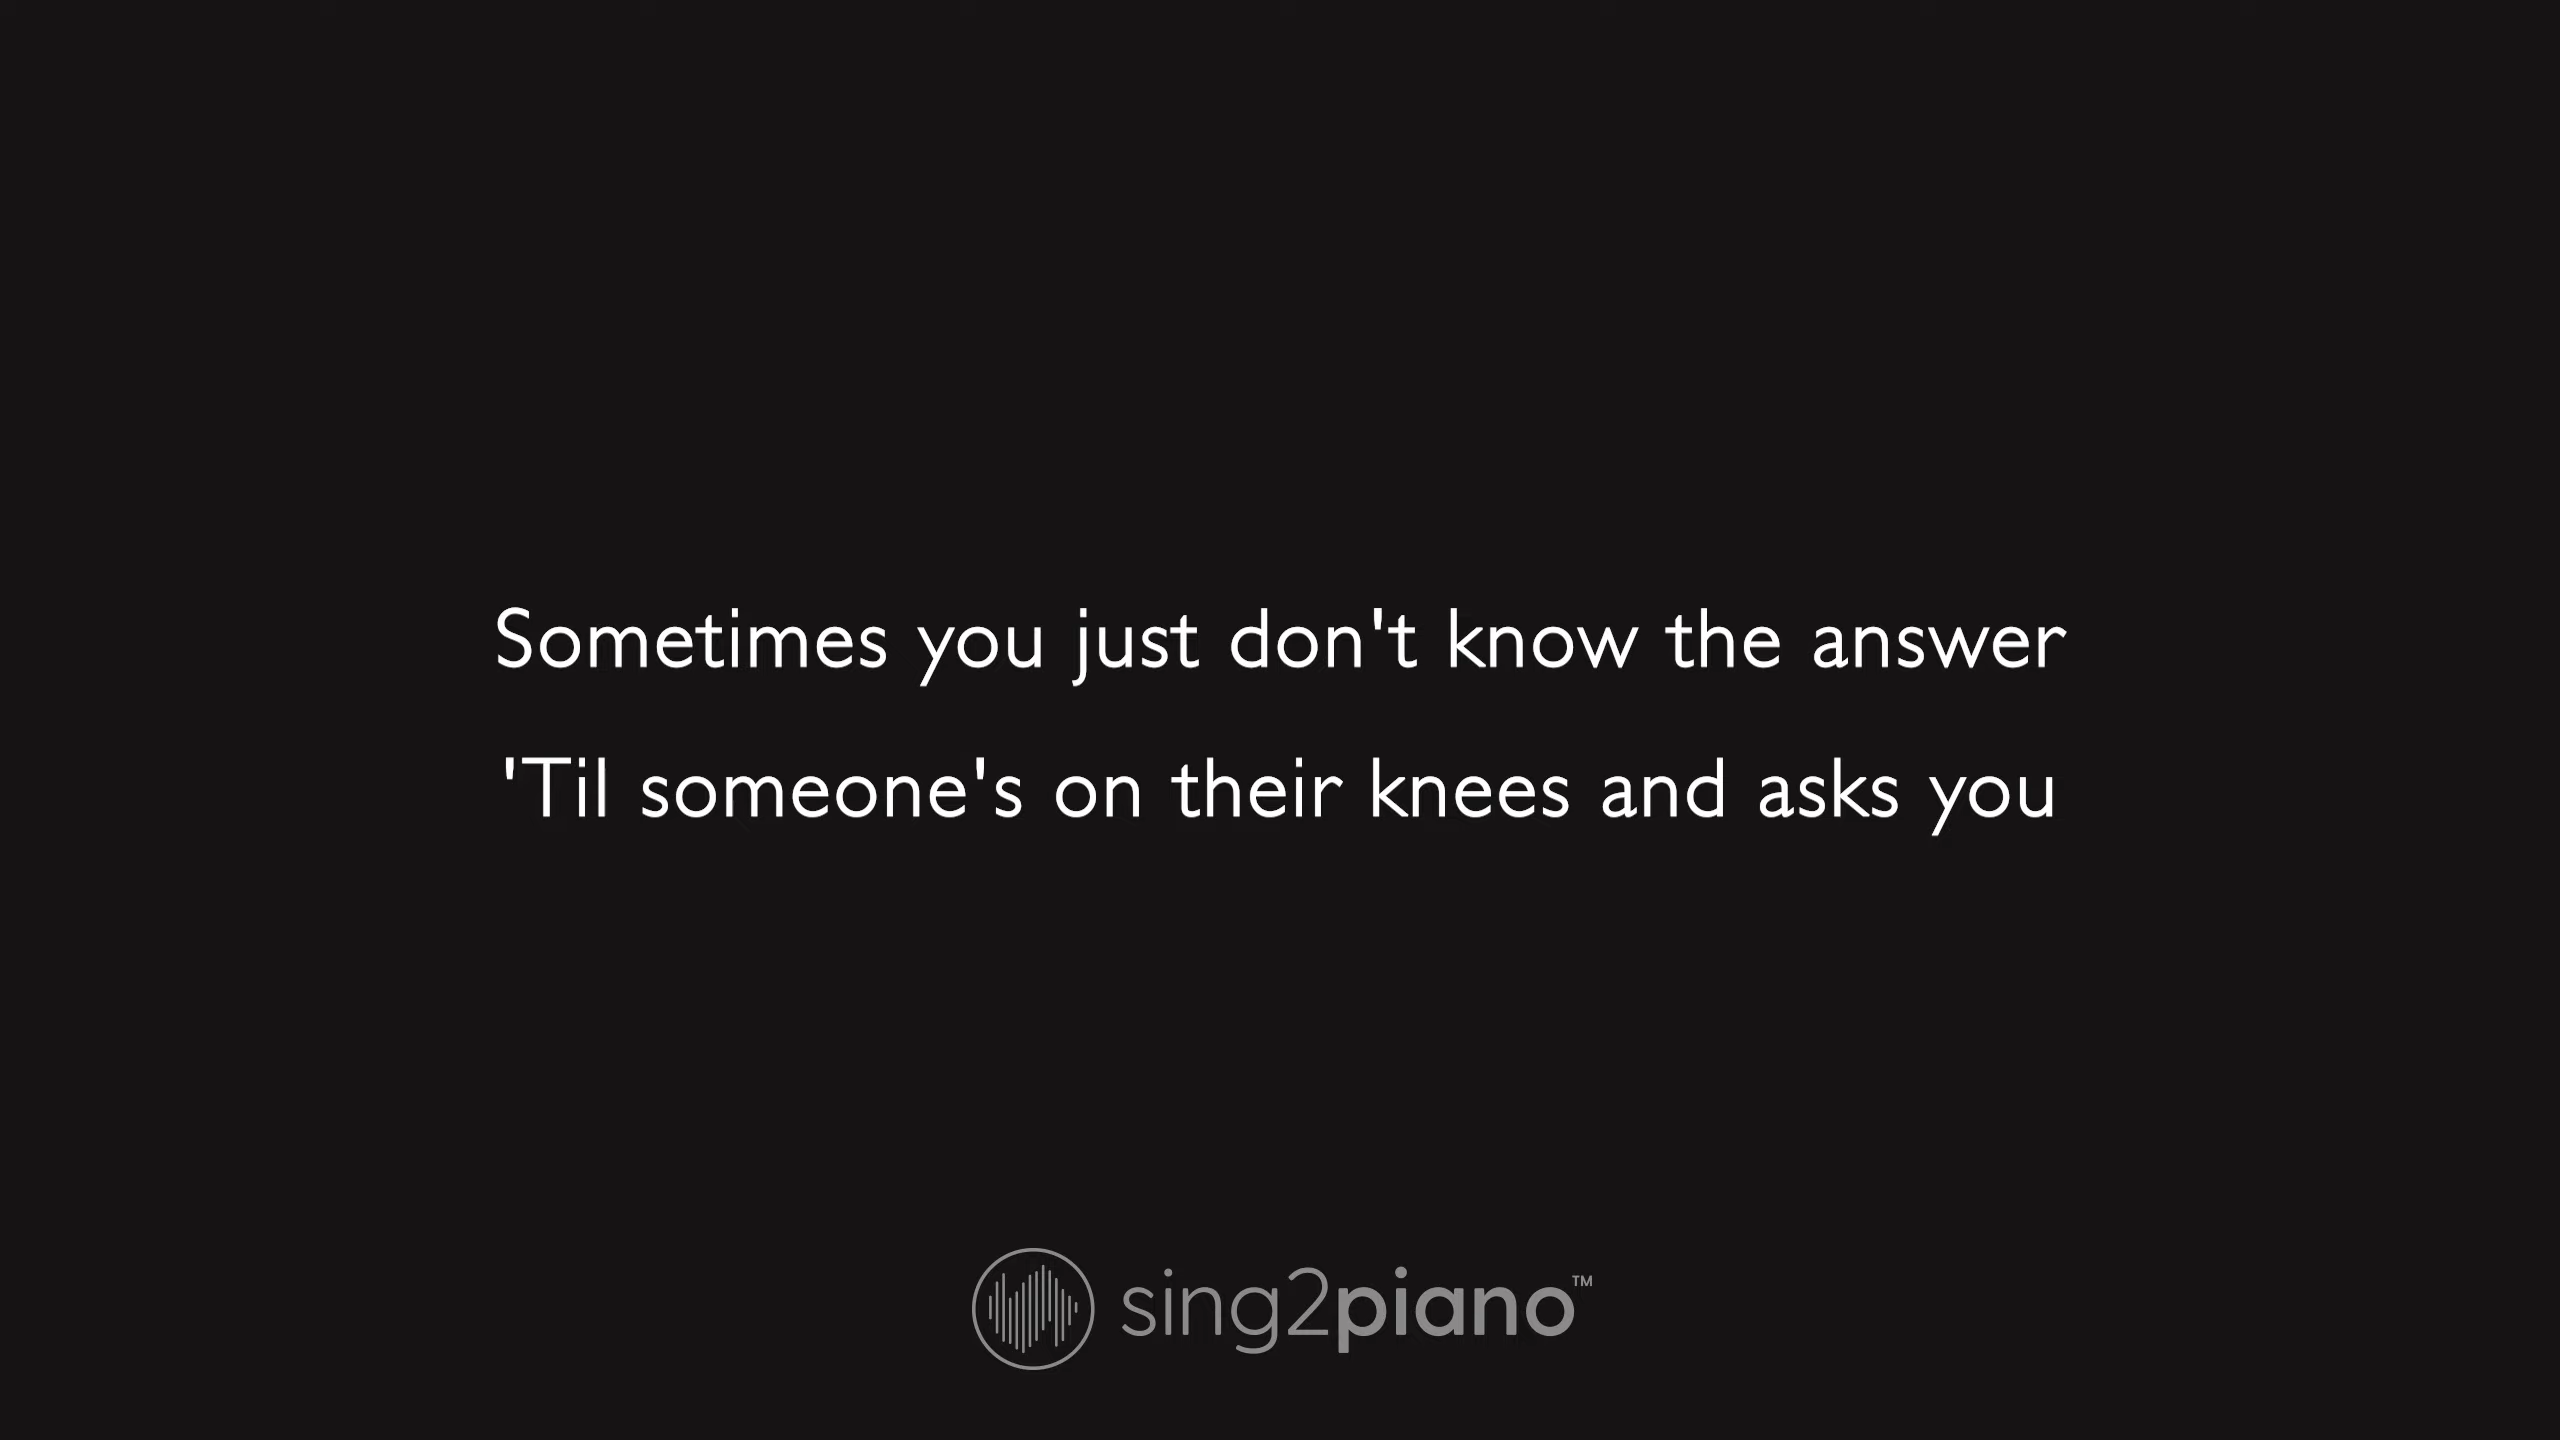 Sometimes you just don't know the answer
'Til someone's on their knees and asks you
sing2piano™